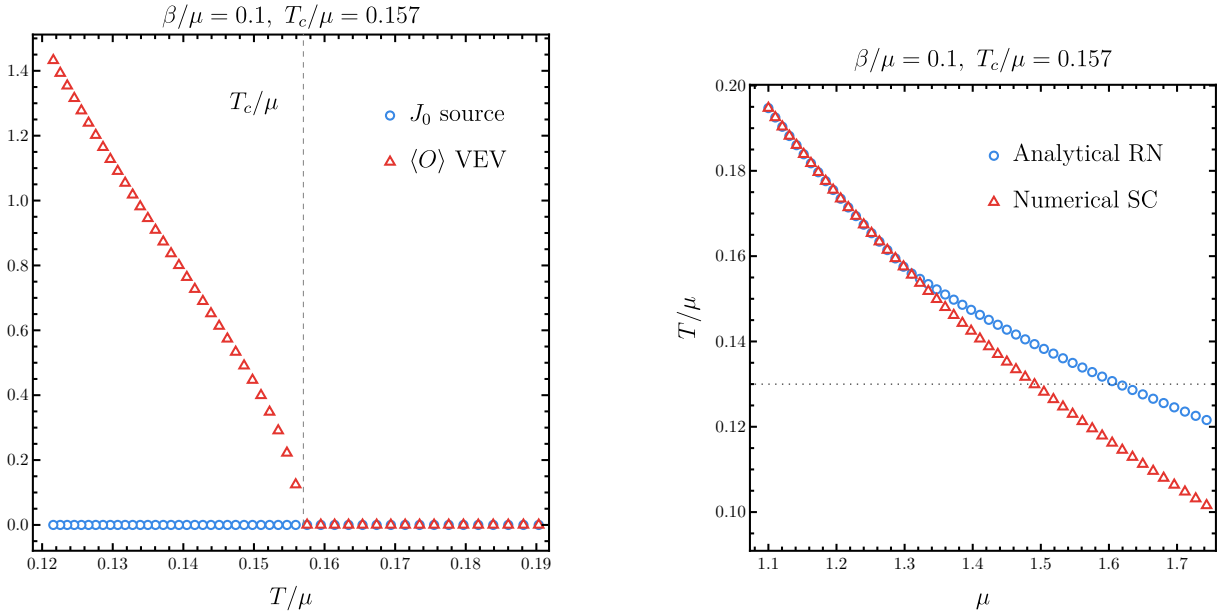 β/μ = 0.1, T_c/μ = 0.157
T_c/μ
J_0 source
⟨O⟩ VEV
1.4
1.2
1.0
0.8
0.6
0.4
0.2
0.0
0.12 0.13 0.14 0.15 0.16 0.17 0.18 0.19
T/μ
β/μ = 0.1, T_c/μ = 0.157
Analytical RN
Numerical SC
0.20
0.18
0.16
0.14
0.12
0.10
T/μ
1.1 1.2 1.3 1.4 1.5 1.6 1.7
μ